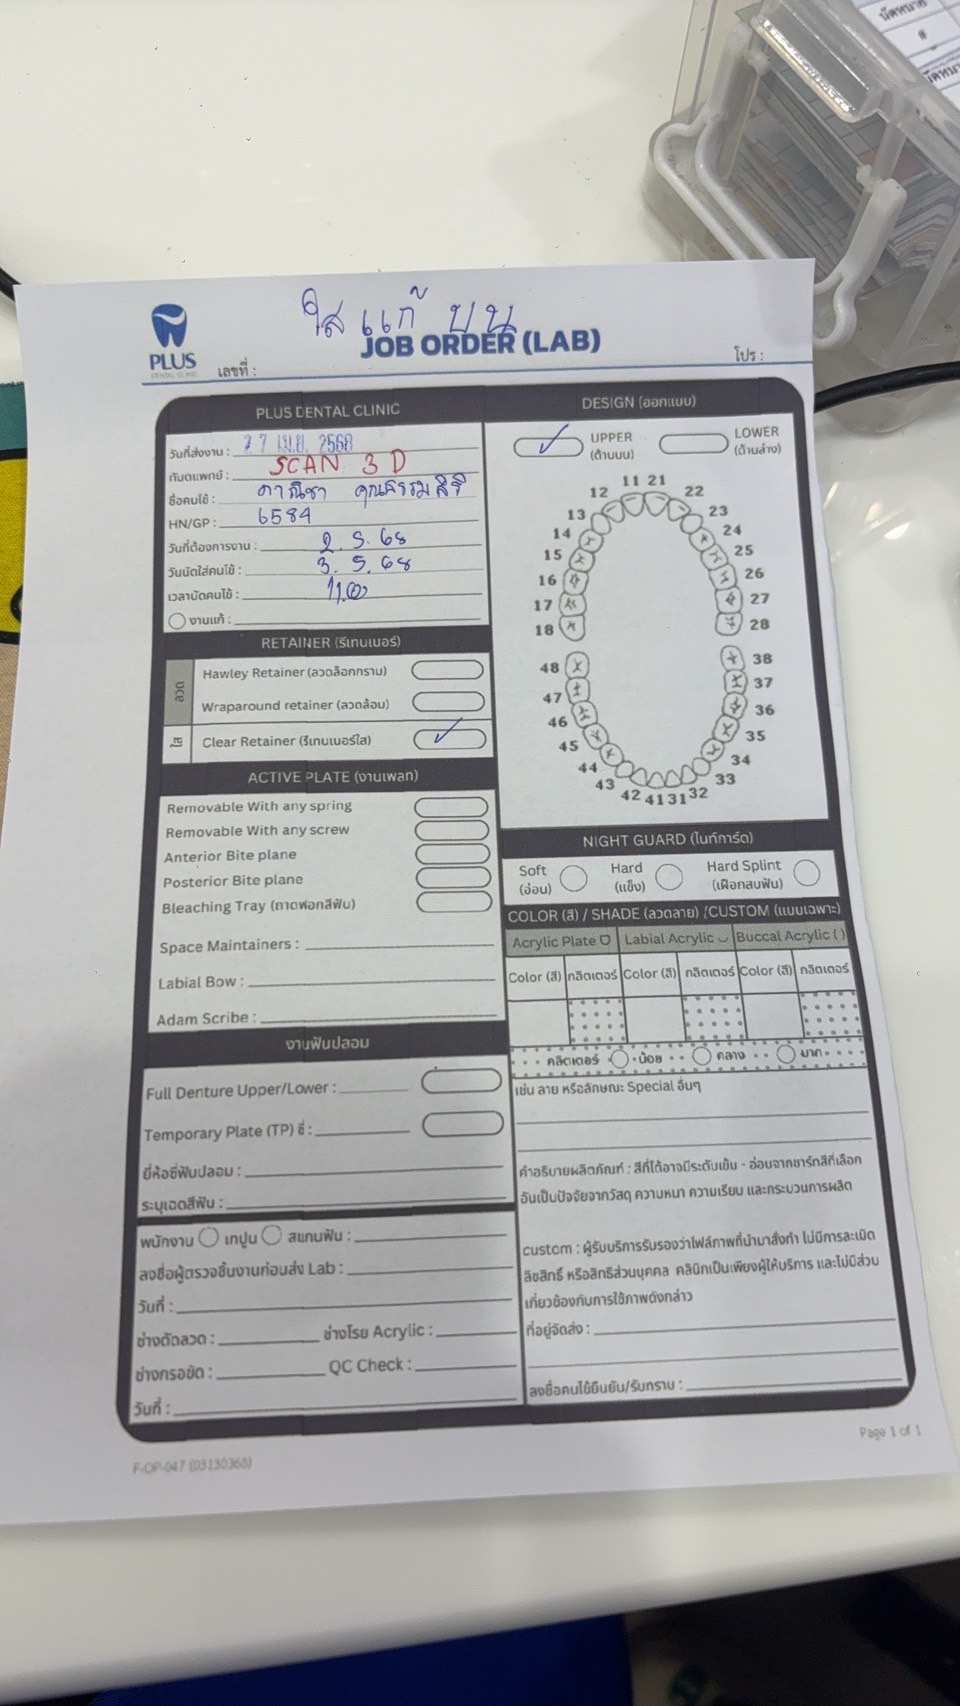 ใส แก้ บน
PLUS
DENTAL CLINIC
JOB ORDER (LAB)
เลขที่ :
โปร :
PLUS DENTAL CLINIC
วันที่ส่งงาน : 27 เม.ย. 2568
ทันตแพทย์ : SCAN 3 D
ชื่อคนไข้ : ภาณิชา คุณธรรมสิริ
HN/GP : 6584
วันที่ต้องการงาน : 2. 5. 68
วันนัดใส่คนไข้ : 3. 5. 68
เวลานัดคนไข้ : 11.00
งานแก้ :
RETAINER (รีเทนเนอร์)
ลวด
Hawley Retainer (ลวดล็อกกราม)
Wraparound retainer (ลวดล้อม)
ใส
Clear Retainer (รีเทนเนอร์ใส)
ACTIVE PLATE (งานเพลท)
Removable With any spring
Removable With any screw
Anterior Bite plane
Posterior Bite plane
Bleaching Tray (ถาดฟอกสีฟัน)
Space Maintainers :
Labial Bow :
Adam Scribe :
งานฟันปลอม
Full Denture Upper/Lower :
Temporary Plate (TP) ซี่ :
ยี่ห้อซี่ฟันปลอม :
ระบุเฉดสีฟัน :
พนักงาน เทปูน สแกนฟัน :
ลงชื่อผู้ตรวจชิ้นงานก่อนส่ง Lab :
วันที่ :
ช่างดัดลวด : ช่างโรย Acrylic :
ช่างกรอขัด : QC Check :
วันที่ :
DESIGN (ออกแบบ)
UPPER
(ด้านบน)
LOWER
(ด้านล่าง)
11 21
12 22
13 23
14 24
15 25
16 26
17 27
18 28
48 38
47 37
46 36
45 35
44 34
43 33
42 41 31 32
NIGHT GUARD (ไนท์การ์ด)
Soft
(อ่อน)
Hard
(แข็ง)
Hard Splint
(เฝือกสบฟัน)
COLOR (สี) / SHADE (ลวดลาย) /CUSTOM (แบบเฉพาะ)
Acrylic Plate Labial Acrylic Buccal Acrylic ( )
Color (สี) กลิตเตอร์ Color (สี) กลิตเตอร์ Color (สี) กลิตเตอร์
กลิตเตอร์ น้อย กลาง มาก
เช่น ลาย หรือลักษณะ Special อื่นๆ
คำอธิบายผลิตภัณฑ์ : สีที่ได้อาจมีระดับเข้ม - อ่อนจากชาร์ทสีที่เลือก
อันเป็นปัจจัยจากวัสดุ ความหนา ความเรียบ และกระบวนการผลิต
custom : ผู้รับบริการรับรองว่าไฟล์ภาพที่นำมาสั่งทำ ไม่มีการละเมิด
ลิขสิทธิ์ หรือสิทธิส่วนบุคคล คลินิกเป็นเพียงผู้ให้บริการ และไม่มีส่วน
เกี่ยวข้องกับการใช้ภาพดังกล่าว
ที่อยู่จัดส่ง :
ลงชื่อคนไข้ยืนยัน/รับทราบ :
Page 1 of 1
F-OP-047 (03130368)
นัดหมาย